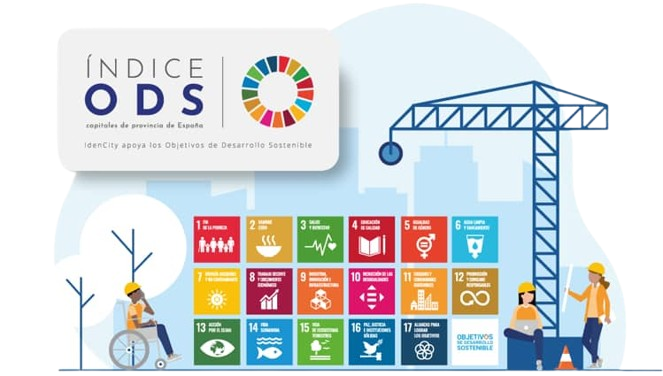 ÍNDICE
ODS
capitales de provincia de España
IdenCity apoya los Objetivos de Desarrollo Sostenible
1 FIN
DE LA POBREZA
2 HAMBRE
CERO
3 SALUD
Y BIENESTAR
4 EDUCACIÓN
DE CALIDAD
5 IGUALDAD
DE GÉNERO
6 AGUA LIMPIA
Y SANEAMIENTO
7 ENERGÍA ASEQUIBLE
Y NO CONTAMINANTE
8 TRABAJO DECENTE
Y CRECIMIENTO
ECONÓMICO
9 INDUSTRIA,
INNOVACIÓN E
INFRAESTRUCTURA
10 REDUCCIÓN DE LAS
DESIGUALDADES
11 CIUDADES Y
COMUNIDADES
SOSTENIBLES
12 PRODUCCIÓN
Y CONSUMO
RESPONSABLES
13 ACCIÓN
POR EL CLIMA
14 VIDA
SUBMARINA
15 VIDA
DE ECOSISTEMAS
TERRESTRES
16 PAZ, JUSTICIA
E INSTITUCIONES
SÓLIDAS
17 ALIANZAS PARA
LOGRAR
LOS OBJETIVOS
OBJETIVOS
DE DESARROLLO
SOSTENIBLE